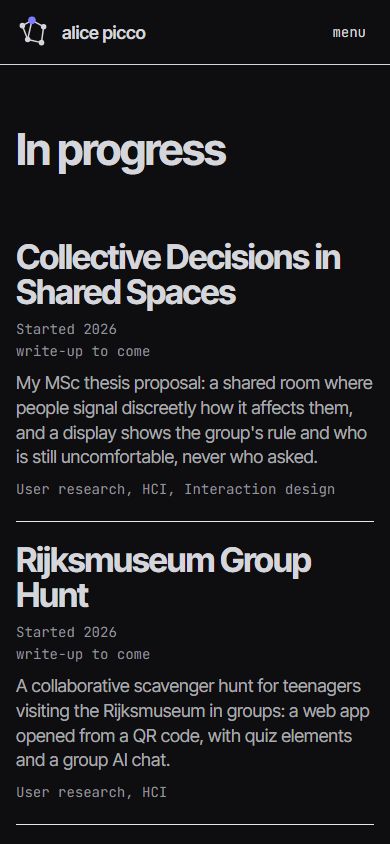 alice picco
menu
In progress
Collective Decisions in
Shared Spaces
Started 2026
write-up to come
My MSc thesis proposal: a shared room where
people signal discreetly how it affects them,
and a display shows the group's rule and who
is still uncomfortable, never who asked.
User research, HCI, Interaction design
Rijksmuseum Group
Hunt
Started 2026
write-up to come
A collaborative scavenger hunt for teenagers
visiting the Rijksmuseum in groups: a web app
opened from a QR code, with quiz elements
and a group AI chat.
User research, HCI